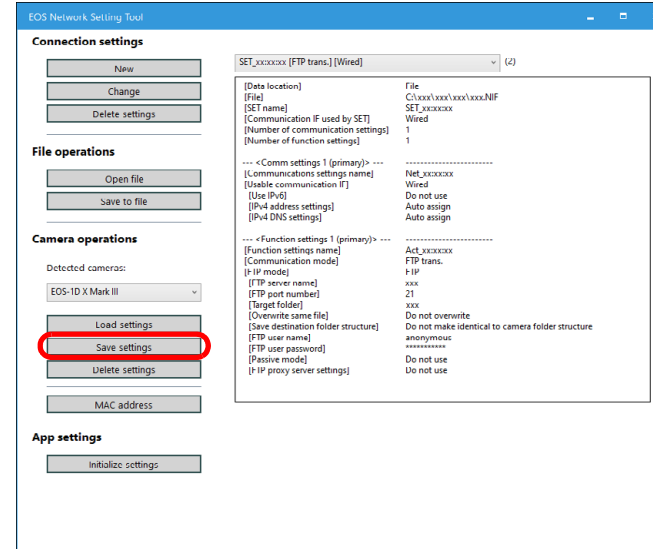 EOS Network Setting Tool
Connection settings
New
Change
Delete settings
File operations
Open file
Save to file
Camera operations
Detected cameras:
EOS-1D X Mark III
Load settings
Save settings
Delete settings
MAC address
App settings
Initialize settings
SET_xx:xx:xx [FTP trans.] [Wired] (2)
[Data location] File
[File] C:\xxx\xxx\xxx\xxx.NIF
[SET name] SET_xx:xx:xx
[Communication IF used by SET] Wired
[Number of communication settings] 1
[Number of function settings] 1
--- <Comm settings 1 (primary)> --- ------------------------
[Communications settings name] Net_xx:xx:xx
[Usable communication IF] Wired
[Use IPv6] Do not use
[IPv4 address settings] Auto assign
[IPv4 DNS settings] Auto assign
--- <Function settings 1 (primary)> --- ------------------------
[Function settings name] Act_xx:xx:xx
[Communication mode] FTP trans.
[FTP mode] FTP
[FTP server name] xxx
[FTP port number] 21
[Target folder] xxx
[Overwrite same file] Do not overwrite
[Save destination folder structure] Do not make identical to camera folder structure
[FTP user name] anonymous
[FTP user password] ***********
[Passive mode] Do not use
[FTP proxy server settings] Do not use